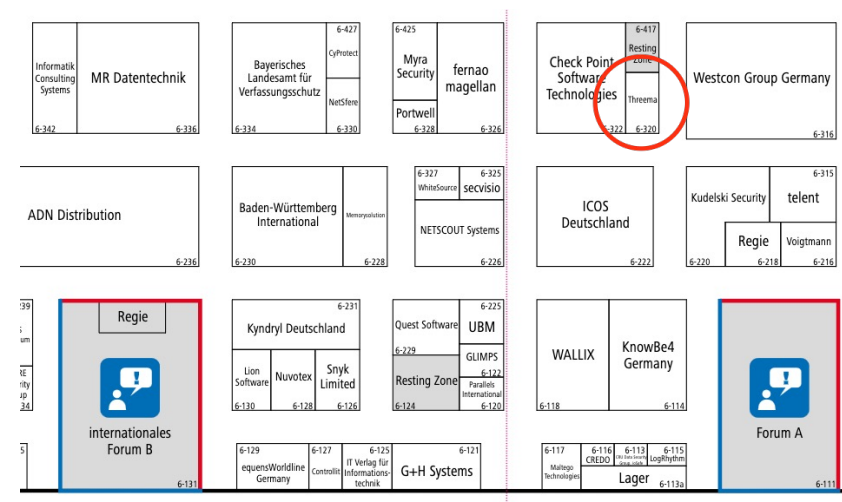 6-427
6-425
6-417
Informatik
Consulting
Systems
MR Datentechnik
6-342
6-336
Bayerisches
Landesamt für
Verfassungsschutz
CyProtect
NetSfere
6-334
6-330
Myra
Security
fernao
magellan
Portwell
6-328
6-326
Check Point
Software
Technologies
Resting
Zone
Threema
6-322
6-320
Westcon Group Germany
6-316
ADN Distribution
6-236
Baden-Württemberg
International
Memorysolution
6-230
6-228
6-327
6-325
WhiteSource
secvisio
NETSCOUT Systems
6-226
ICOS
Deutschland
6-222
6-315
Kudelski Security
telent
Regie
Voigtmann
6-220
6-218
6-216
Regie
internationales
Forum B
6-131
6-231
Kyndryl Deutschland
Lion
Software
Nuvotex
Snyk
Limited
6-130
6-128
6-126
6-225
Quest Software
UBM
6-229
GLIMPS
6-122
Resting Zone
Parallels
International
6-124
6-120
WALLIX
KnowBe4
Germany
6-118
6-114
Forum A
6-111
6-129
6-127
6-125
6-121
equensWorldline
Germany
Controllit
IT Verlag für
Informations-
technik
G+H Systems
6-117
6-116
6-113
6-115
CREDO
LogRhythm
Maltego
Technologies
Lager
6-113a